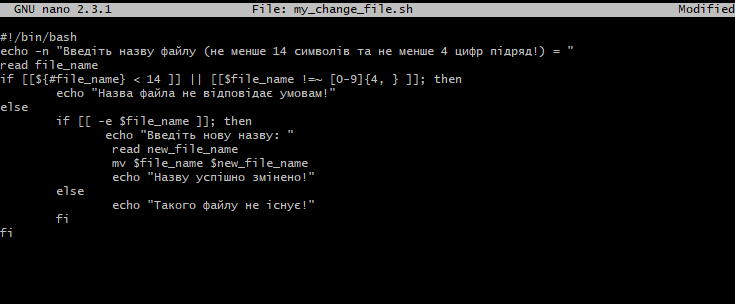 GNU nano 2.3.1 File: my_change_file.sh Modified
#!/bin/bash
echo -n "Введіть назву файлу (не менше 14 символів та не менше 4 цифр підряд!) = "
read file_name
if [[${#file_name} < 14 ]] || [[$file_name !=~ [0-9]{4, } ]]; then
echo "Назва файла не відповідає умовам!"
else
if [[ -e $file_name ]]; then
echo "Введіть нову назву: "
read new_file_name
mv $file_name $new_file_name
echo "Назву успішно змінено!"
else
echo "Такого файлу не існує!"
fi
fi